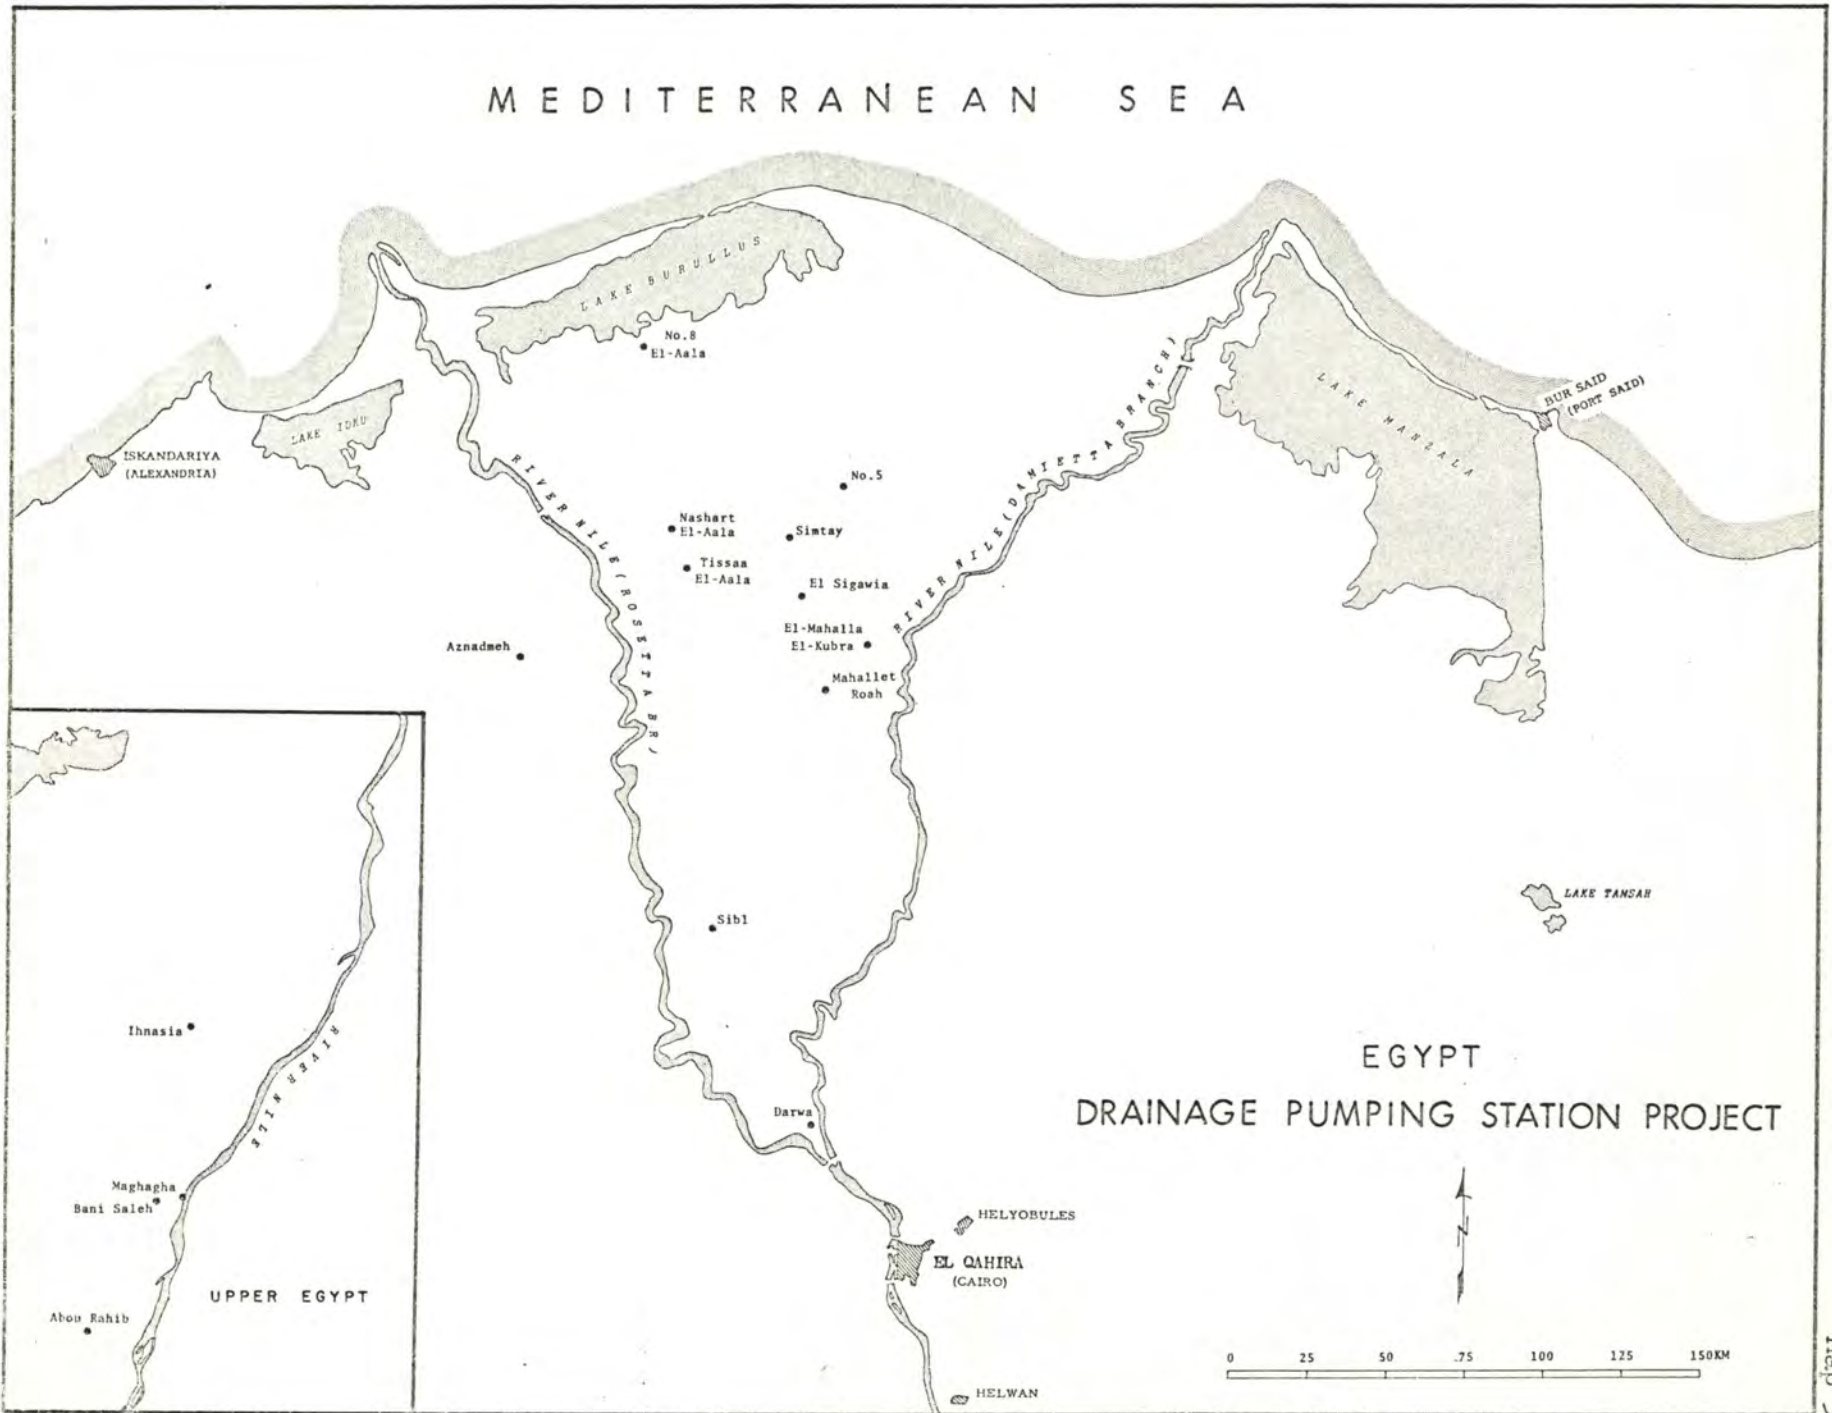 MEDITERRANEAN SEA
LAKE BURULLUS
No.8
El-Aala
LAKE IDKU
ISKANDARIYA
(ALEXANDRIA)
LAKE MANZALA
BUR SAID
(PORT SAID)
RIVER NILE (ROSETTA BR)
RIVER NILE (DAMIETTA BRANCH)
No.5
Nashart
El-Aala
Simtay
Tissaa
El-Aala
El Sigawia
El-Mahalla
El-Kubra
Aznadmeh
Mahallet
Roah
LAKE TAMSAH
Sibl
Ihnasia
RIVER NILE
Maghagha
Bani Saleh
Abou Rahib
UPPER EGYPT
Darwa
HELYOBULES
EL QAHIRA
(CAIRO)
HELWAN
EGYPT
DRAINAGE PUMPING STATION PROJECT
N
0 25 50 .75 100 125 150KM